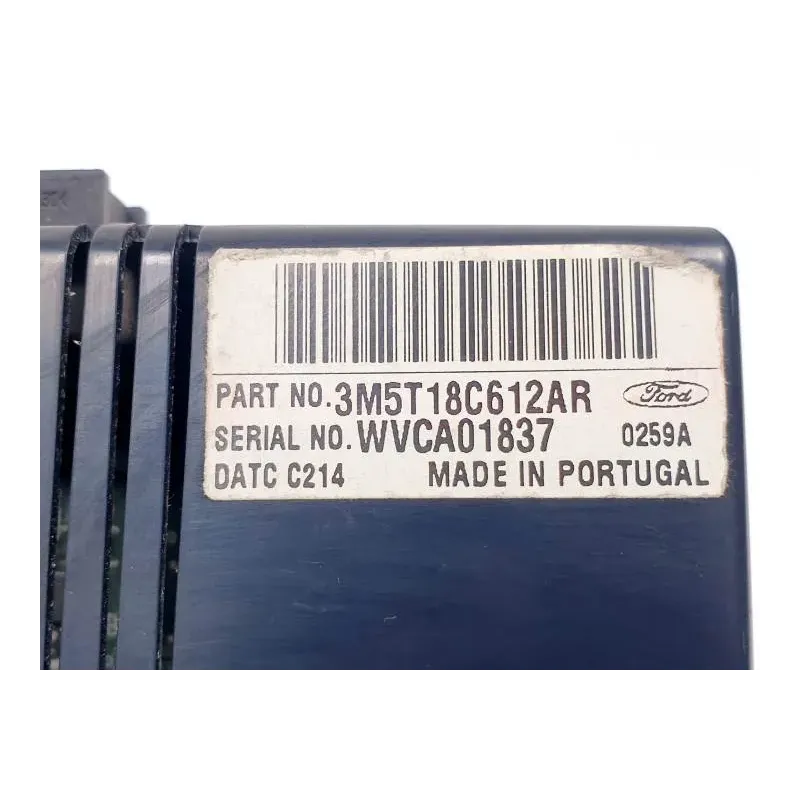 PART NO. 3M5T18C612AR Ford
SERIAL NO. WVCA01837 0259A
DATC C214 MADE IN PORTUGAL